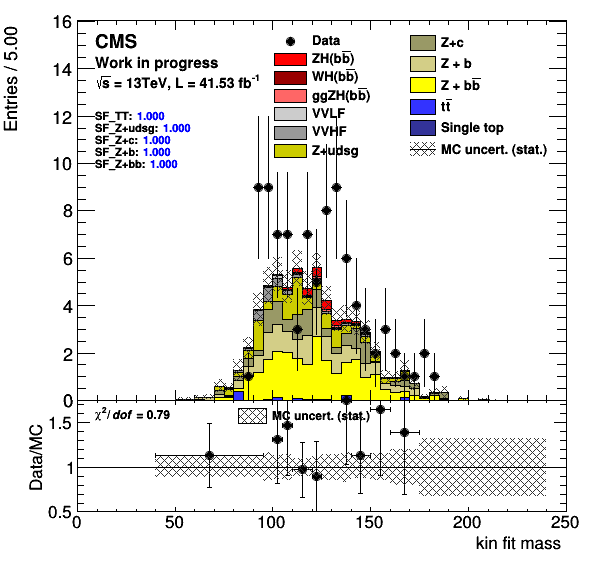 CMS
Work in progress
√s = 13TeV, L = 41.53 fb⁻¹
SF_TT: 1.000
SF_Z+udsg: 1.000
SF_Z+c: 1.000
SF_Z+b: 1.000
SF_Z+bb: 1.000
Data
ZH(bb̅)
WH(bb̅)
ggZH(bb̅)
VVLF
VVHF
Z+udsg
Z+c
Z + b
Z + bb̅
tt̅
Single top
MC uncert. (stat.)
Entries / 5.00
16
14
12
10
8
6
4
2
0
χ²/dof = 0.79
MC uncert. (stat.)
Data/MC
1.5
1
0.5
0 50 100 150 200 250
kin fit mass